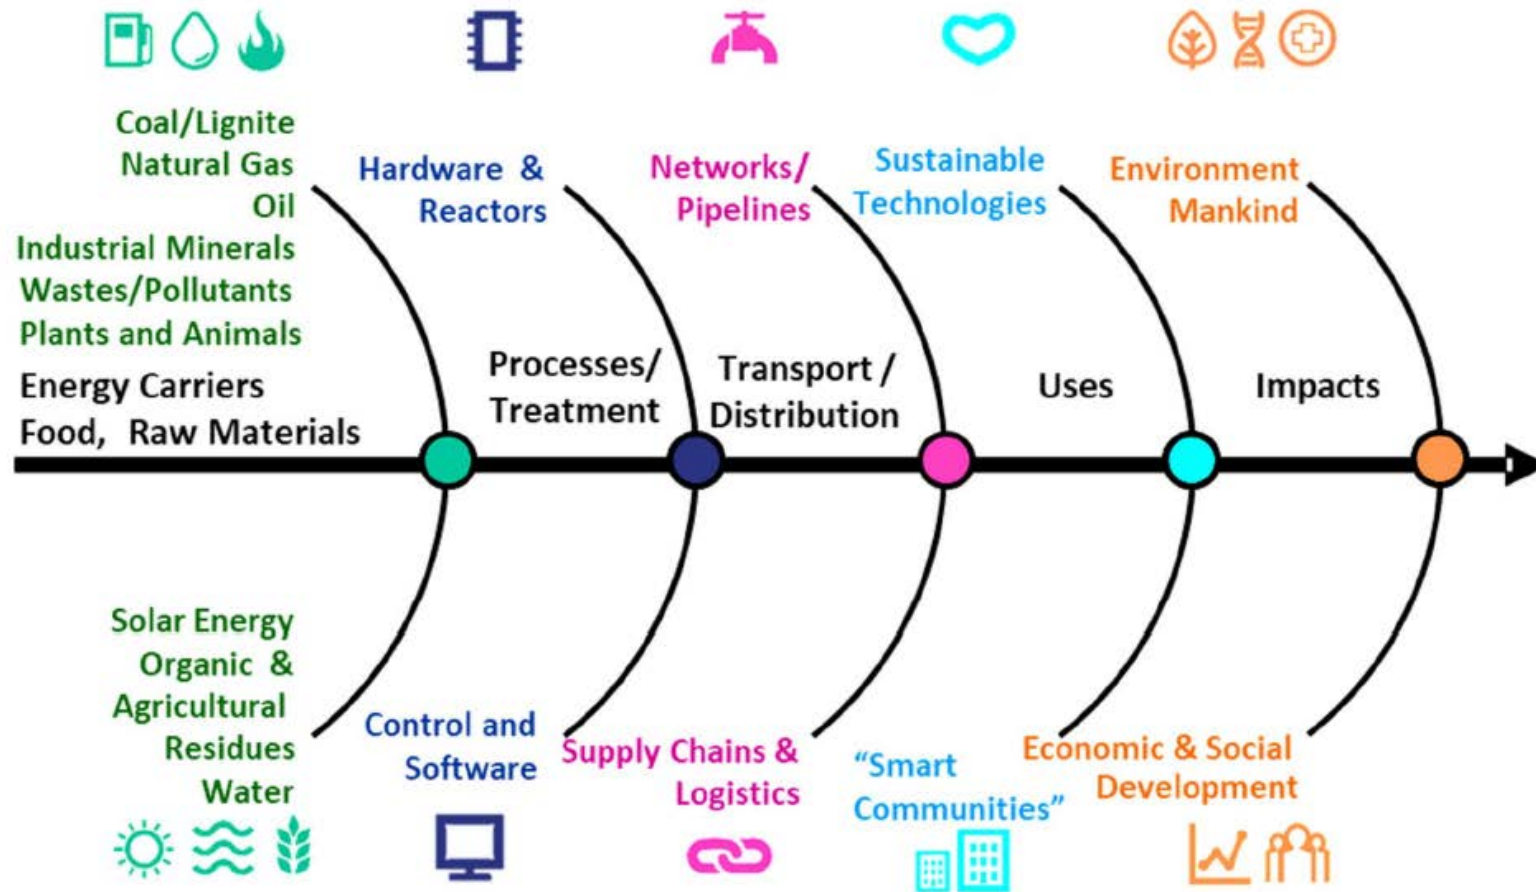 Coal/Lignite
Natural Gas
Oil
Industrial Minerals
Wastes/Pollutants
Plants and Animals
Energy Carriers
Food, Raw Materials
Hardware &
Reactors
Processes/
Treatment
Networks/
Pipelines
Transport /
Distribution
Sustainable
Technologies
Uses
Environment
Mankind
Impacts
Solar Energy
Organic &
Agricultural
Residues
Water
Control and
Software
Supply Chains &
Logistics
“Smart
Communities”
Economic & Social
Development